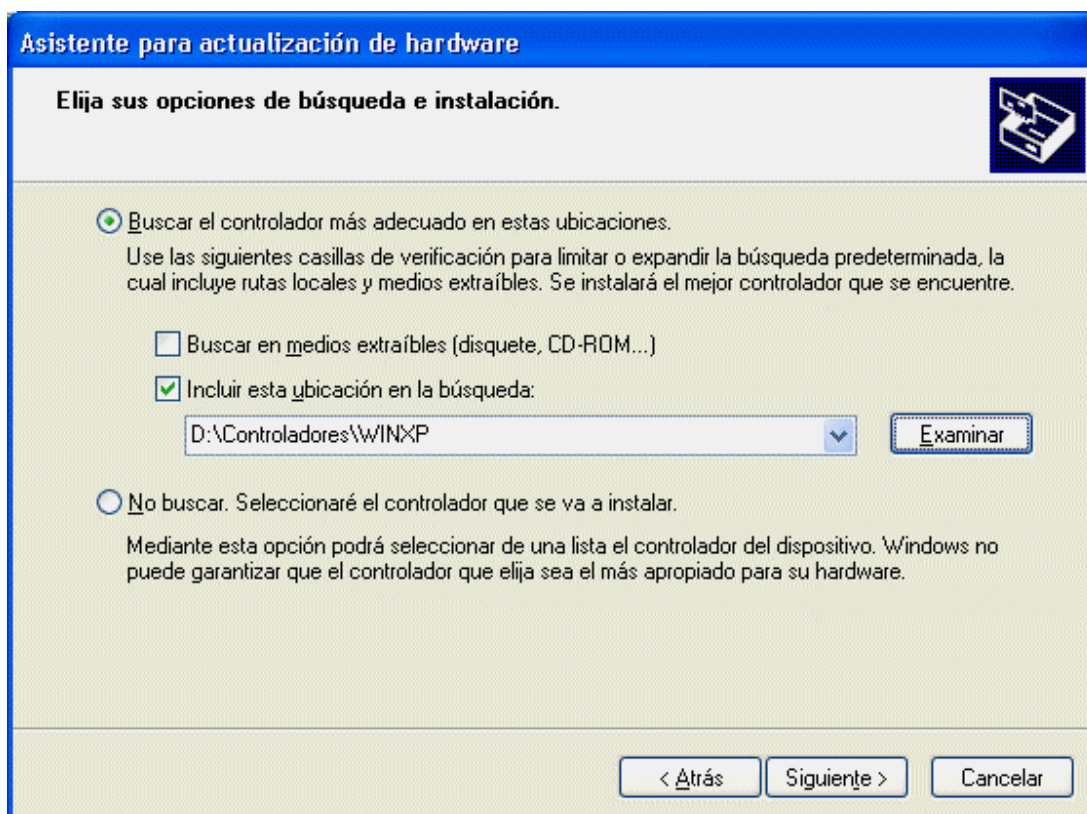 Asistente para actualización de hardware
Elija sus opciones de búsqueda e instalación.
Buscar el controlador más adecuado en estas ubicaciones.
Use las siguientes casillas de verificación para limitar o expandir la búsqueda predeterminada, la
cual incluye rutas locales y medios extraíbles. Se instalará el mejor controlador que se encuentre.
Buscar en medios extraíbles (disquete, CD-ROM...)
Incluir esta ubicación en la búsqueda:
D:\Controladores\WINXP
Examinar
No buscar. Seleccionaré el controlador que se va a instalar.
Mediante esta opción podrá seleccionar de una lista el controlador del dispositivo. Windows no
puede garantizar que el controlador que elija sea el más apropiado para su hardware.
< Atrás
Siguiente >
Cancelar